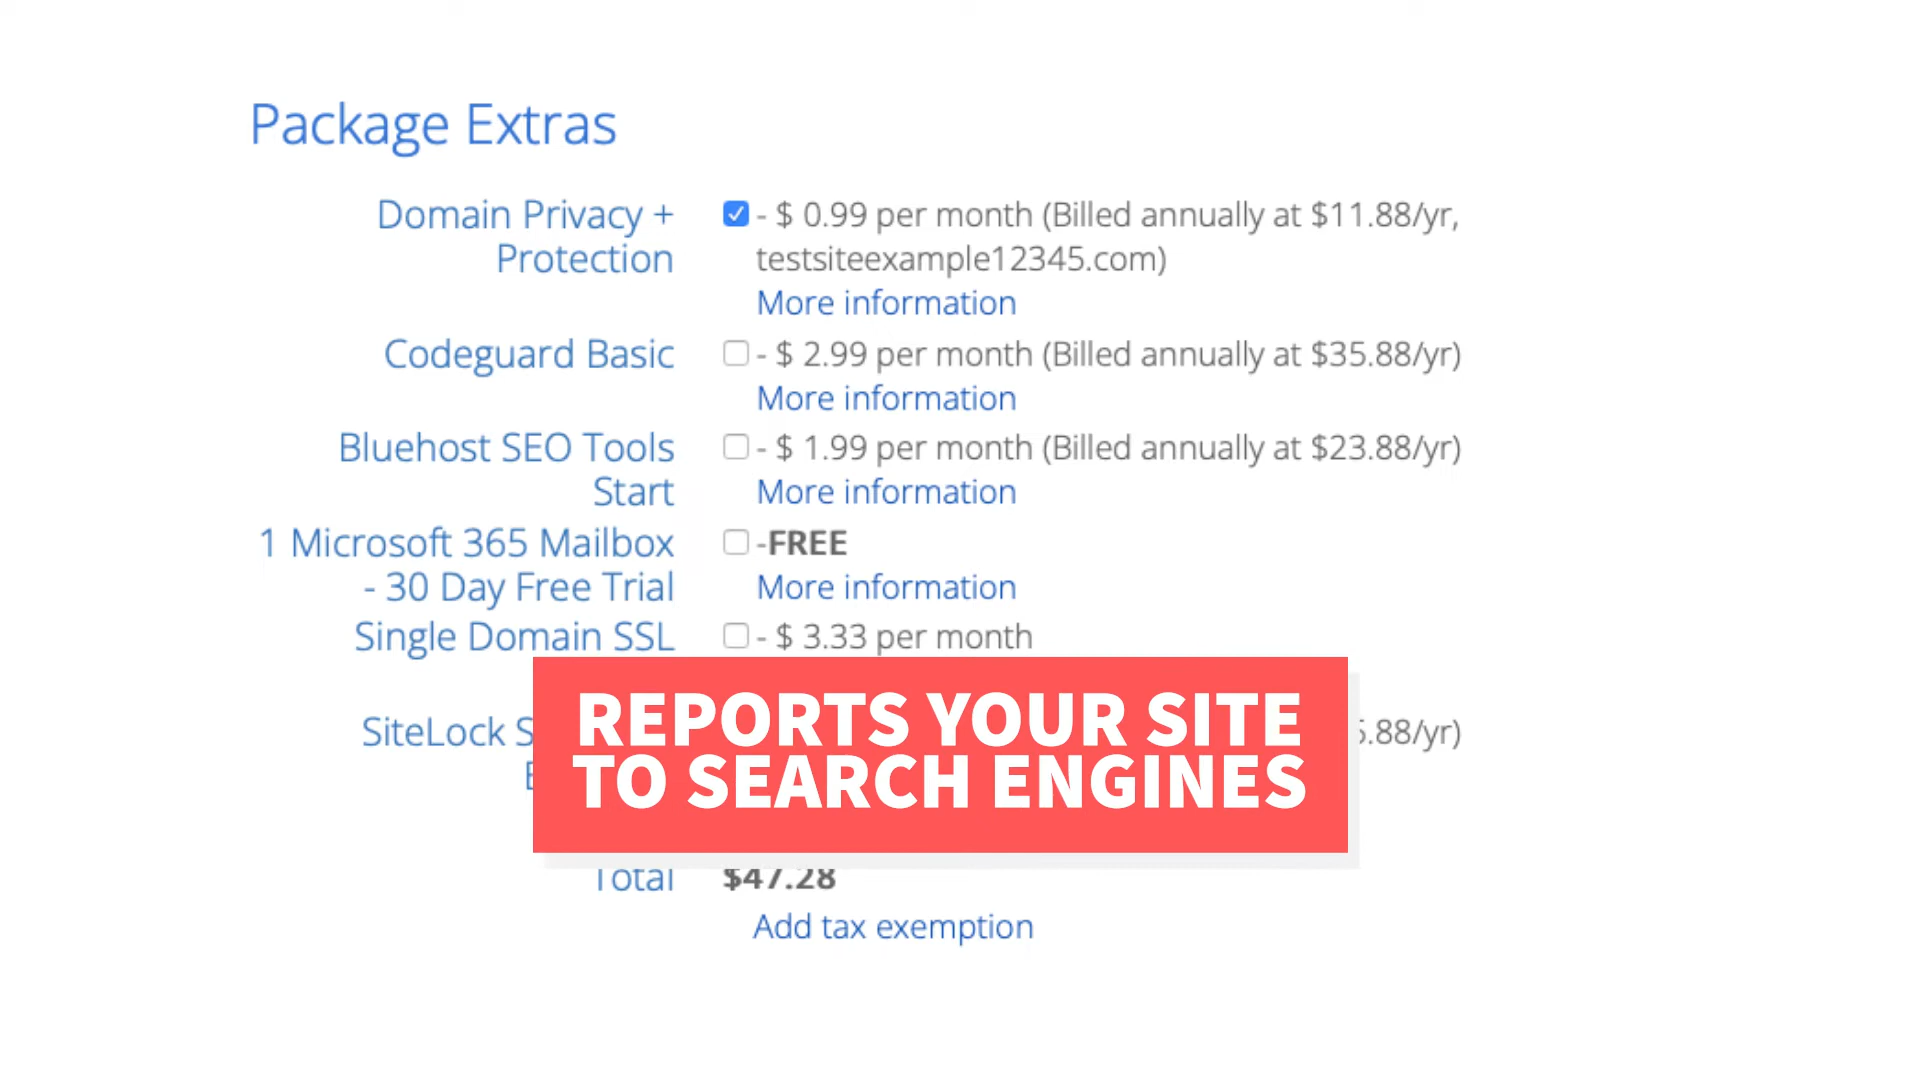 Package Extras
Domain Privacy + Protection
- $ 0.99 per month (Billed annually at $11.88/yr,
testsiteexample12345.com)
More information
Codegurd Basic
- $ 2.99 per month (Billed annually at $35.88/yr)
More information
Bluehost SEO Tools
Start
- $ 1.99 per month (Billed annually at $23.88/yr)
More information
1 Microsoft 365 Mailbox
- 30 Day Free Trial
-FREE
More information
Single Domain SSL
- $ 3.33 per month
REPORTS YOUR SITE
TO SEARCH ENGINES
SiteLock
.88/yr)
Total
$47.28
Add tax exemption